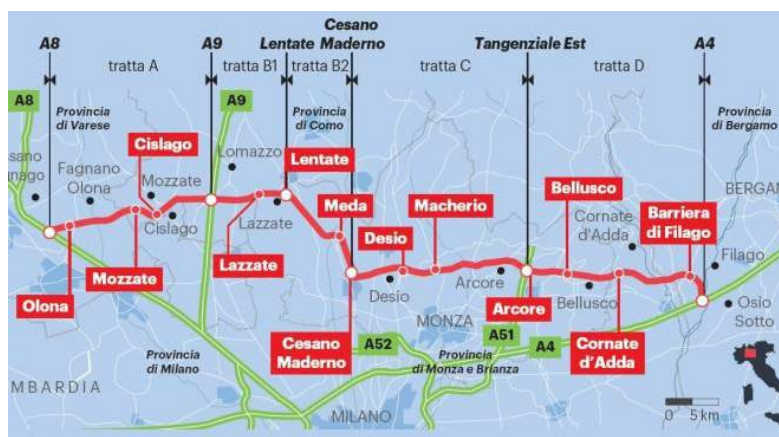 Cesano
A8
A9
Lentate Maderno
Tangenziale Est
A4
tratta A
tratta B1
tratta B2
tratta C
tratta D
A8
Provincia
di Varese
A9
Provincia
di Como
Provincia
di Bergamo
Cislago
Lomazzo
Lentate
Fagnano
Olona
Mozzate
Bellusco
BERGAM
Meda
Macherio
Cornate
d'Adda
Barriera
di Filago
Cislago
Lazzate
Desio
Mozzate
Lazzate
Filago
Olona
Desio
Arcore
Arcore
Bellusco
Osio
Sotto
Cesano
Maderno
A52
MONZA
A51
A4
Cornate
d'Adda
Provincia
di Milano
Provincia
di Monza e Brianza
MBARDIA
MILANO
0 5 km